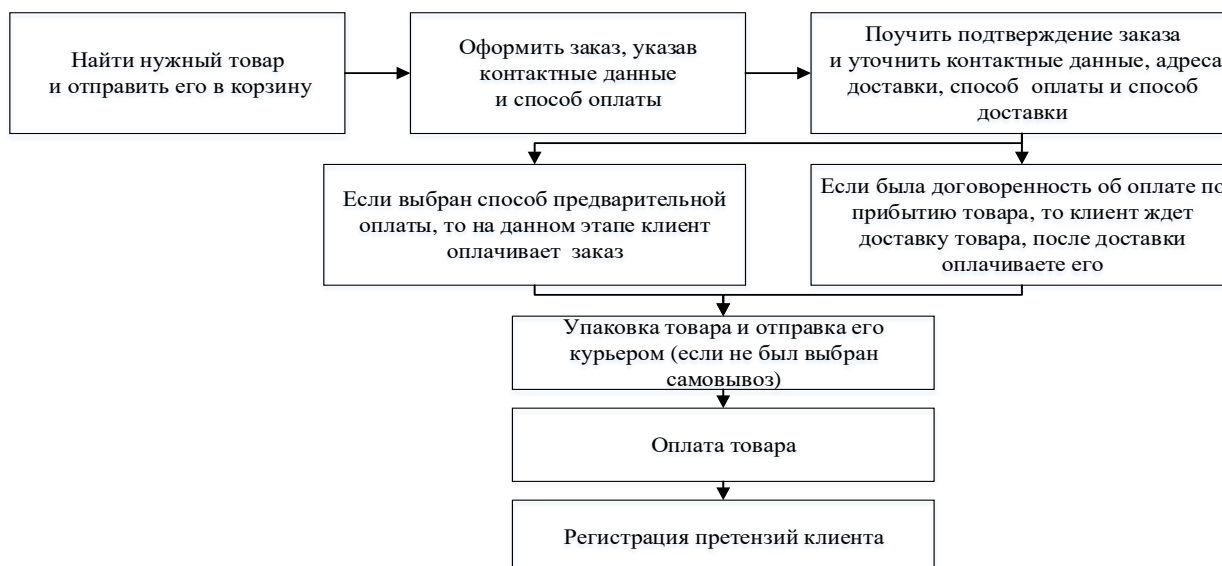 Найти нужный товар
и отправить его в корзину
Оформить заказ, указав
контактные данные
и способ оплаты
Поучить подтверждение заказа
и уточнить контактные данные, адреса
доставки, способ оплаты и способ
доставки
Если выбран способ предварительной
оплаты, то на данном этапе клиент
оплачивает заказ
Если была договоренность об оплате по
прибытию товара, то клиент ждет
доставку товара, после доставки
оплачиваете его
Упаковка товара и отправка его
курьером (если не был выбран
самовывоз)
Оплата товара
Регистрация претензий клиента